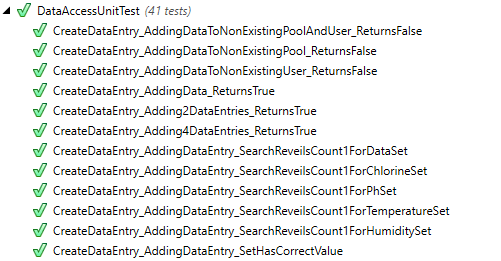 DataAccessUnitTest (41 tests)
CreateDataEntry_AddingDataToNonExistingPoolAndUser_ReturnsFalse
CreateDataEntry_AddingDataToNonExistingPool_ReturnsFalse
CreateDataEntry_AddingDataToNonExistingUser_ReturnsFalse
CreateDataEntry_AddingData_ReturnsTrue
CreateDataEntry_Adding2DataEntries_ReturnsTrue
CreateDataEntry_Adding4DataEntries_ReturnsTrue
CreateDataEntry_AddingDataEntry_SearchReveilsCount1ForDataSet
CreateDataEntry_AddingDataEntry_SearchReveilsCount1ForChlorineSet
CreateDataEntry_AddingDataEntry_SearchReveilsCount1ForPhSet
CreateDataEntry_AddingDataEntry_SearchReveilsCount1ForTemperatureSet
CreateDataEntry_AddingDataEntry_SearchReveilsCount1ForHumiditySet
CreateDataEntry_AddingDataEntry_SetHasCorrectValue